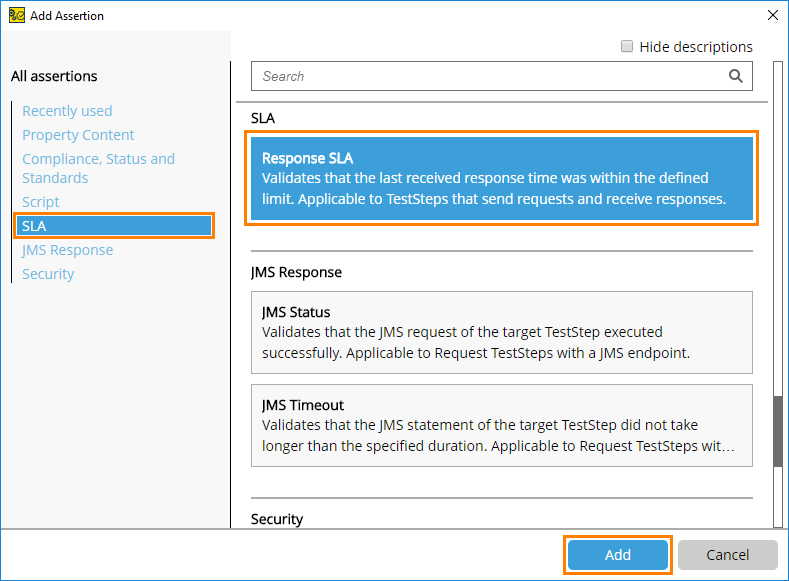 Add Assertion
Hide descriptions
All assertions
Recently used
Property Content
Compliance, Status and
Standards
Script
SLA
JMS Response
Security
Search
SLA
Response SLA
Validates that the last received response time was within the defined
limit. Applicable to TestSteps that send requests and receive responses.
JMS Response
JMS Status
Validates that the JMS request of the target TestStep executed
successfully. Applicable to Request TestSteps with a JMS endpoint.
JMS Timeout
Validates that the JMS statement of the target TestStep did not take
longer than the specified duration. Applicable to Request TestSteps wit...
Security
Add
Cancel